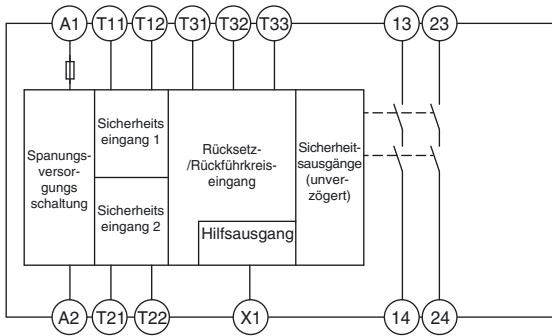 A1 T11 T12 T31 T32 T33 13 23
Spanungs-
versor-
gungs
schaltung
Sicherheits
eingang 1
Sicherheits
eingang 2
Rücksetz-
/Rückführkreis-
eingang
Hilfsausgang
Sicherheit-
sausgänge
(unver-
zögert)
A2 T21 T22 X1 14 24